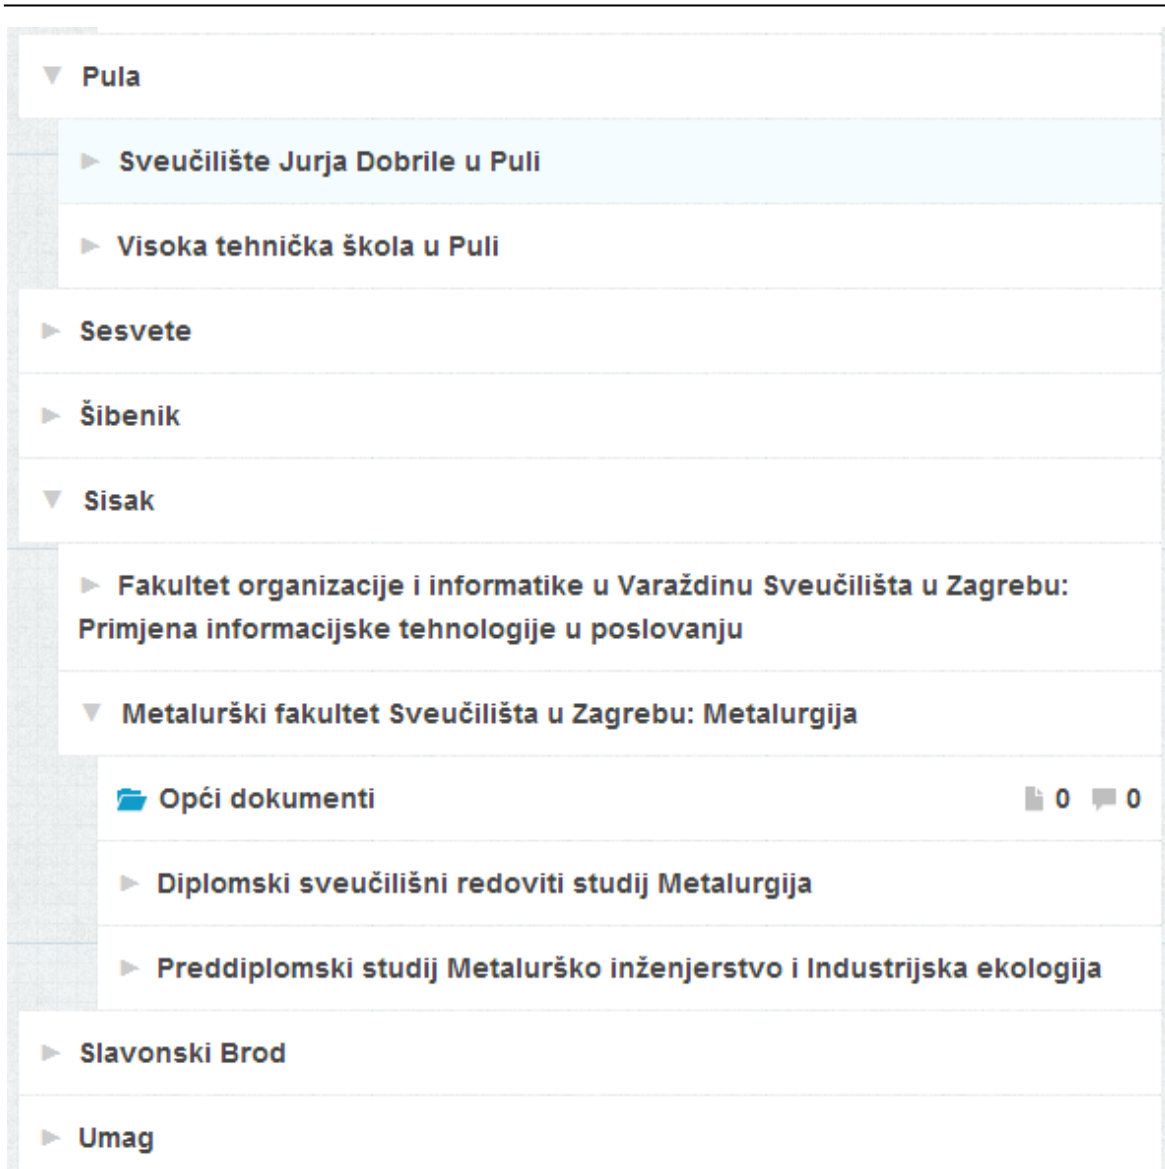 Pula
Sveučilište Jurja Dobrile u Puli
Visoka tehnička škola u Puli
Sesvete
Šibenik
Sisak
Fakultet organizacije i informatike u Varaždinu Sveučilišta u Zagrebu:
Primjena informacijske tehnologije u poslovanju
Metalurški fakultet Sveučilišta u Zagrebu: Metalurgija
Opći dokumenti 0 0
Diplomski sveučilišni redoviti studij Metalurgija
Preddiplomski studij Metalurško inženjerstvo i Industrijska ekologija
Slavonski Brod
Umag